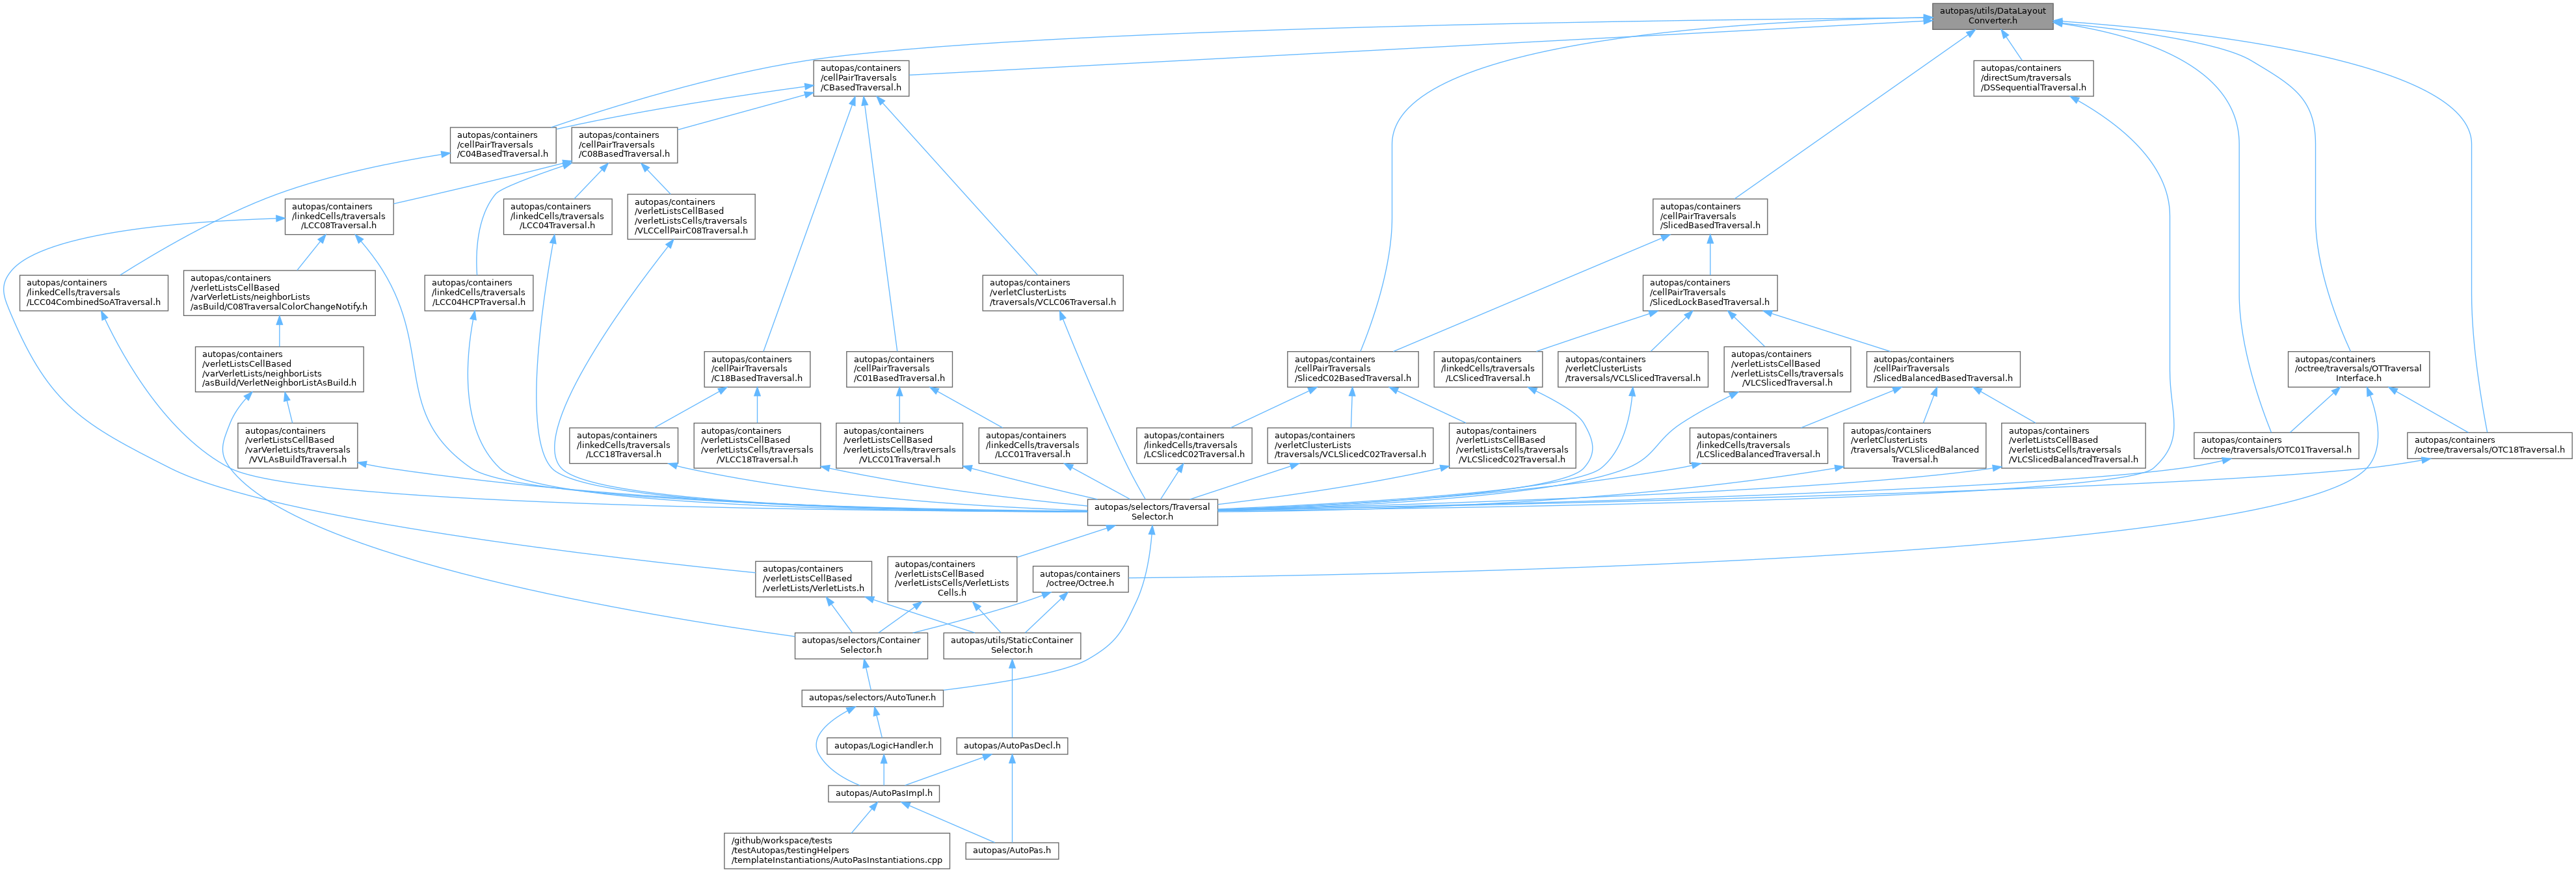 autopas/utils/DataLayout
Converter.h
autopas/containers
/cellPairTraversals
/CBasedTraversal.h
autopas/containers
/directSum/traversals
/DSSequentialTraversal.h
autopas/containers
/cellPairTraversals
/C04BasedTraversal.h
autopas/containers
/cellPairTraversals
/C08BasedTraversal.h
autopas/containers
/linkedCells/traversals
/LCC08Traversal.h
autopas/containers
/linkedCells/traversals
/LCC04Traversal.h
autopas/containers
/verletListsCellBased
/verletListsCells/traversals
/VLCCellPairC08Traversal.h
autopas/containers
/cellPairTraversals
/SlicedBasedTraversal.h
autopas/containers
/linkedCells/traversals
/LCC04CombinedSoATraversal.h
autopas/containers
/verletListsCellBased
/varVerletLists/neighborLists
/asBuild/C08TraversalColorChangeNotify.h
autopas/containers
/linkedCells/traversals
/LCC04HCPTraversal.h
autopas/containers
/verletClusterLists
/traversals/VCLC06Traversal.h
autopas/containers
/cellPairTraversals
/SlicedLockBasedTraversal.h
autopas/containers
/verletListsCellBased
/varVerletLists/neighborLists
/asBuild/VerletNeighborListAsBuild.h
autopas/containers
/cellPairTraversals
/C18BasedTraversal.h
autopas/containers
/cellPairTraversals
/C01BasedTraversal.h
autopas/containers
/cellPairTraversals
/SlicedC02BasedTraversal.h
autopas/containers
/linkedCells/traversals
/LCSlicedTraversal.h
autopas/containers
/verletClusterLists
/traversals/VCLSlicedTraversal.h
autopas/containers
/verletListsCellBased
/verletListsCells/traversals
/VLCSlicedTraversal.h
autopas/containers
/cellPairTraversals
/SlicedBalancedBasedTraversal.h
autopas/containers
/octree/traversals/OTTraversal
Interface.h
autopas/containers
/verletListsCellBased
/varVerletLists/traversals
/VVLAsBuildTraversal.h
autopas/containers
/linkedCells/traversals
/LCC18Traversal.h
autopas/containers
/verletListsCellBased
/verletListsCells/traversals
/VLCC18Traversal.h
autopas/containers
/verletListsCellBased
/verletListsCells/traversals
/VLCC01Traversal.h
autopas/containers
/linkedCells/traversals
/LCC01Traversal.h
autopas/containers
/linkedCells/traversals
/LCSlicedC02Traversal.h
autopas/containers
/verletClusterLists
/traversals/VCLSlicedC02Traversal.h
autopas/containers
/verletListsCellBased
/verletListsCells/traversals
/VLCSlicedC02Traversal.h
autopas/containers
/linkedCells/traversals
/LCSlicedBalancedTraversal.h
autopas/containers
/verletClusterLists
/traversals/VCLSlicedBalanced
Traversal.h
autopas/containers
/verletListsCellBased
/verletListsCells/traversals
/VLCSlicedBalancedTraversal.h
autopas/containers
/octree/traversals/OTC01Traversal.h
autopas/containers
/octree/traversals/OTC18Traversal.h
autopas/selectors/Traversal
Selector.h
autopas/containers
/verletListsCellBased
/verletLists/VerletLists.h
autopas/containers
/verletListsCellBased
/verletListsCells/VerletLists
Cells.h
autopas/containers
/octree/Octree.h
autopas/selectors/Container
Selector.h
autopas/utils/StaticContainer
Selector.h
autopas/selectors/AutoTuner.h
autopas/LogicHandler.h
autopas/AutoPasDecl.h
autopas/AutoPasImpl.h
/github/workspace/tests
/testAutopas/testingHelpers
/templateInstantiations/AutoPasInstantiations.cpp
autopas/AutoPas.h